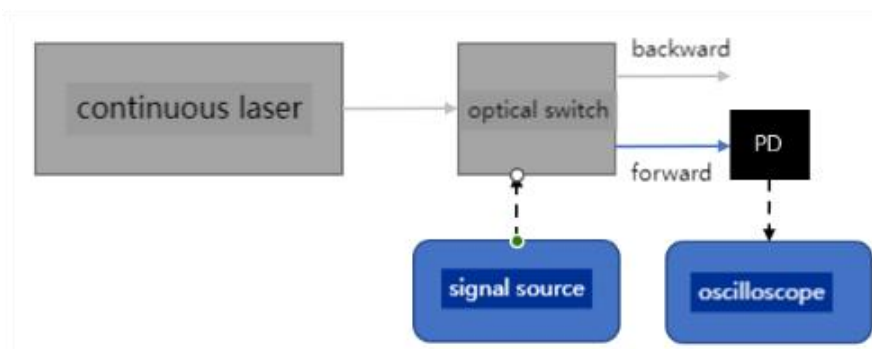 backward
continuous laser
optical switch
PD
forward
signal source
oscilloscope